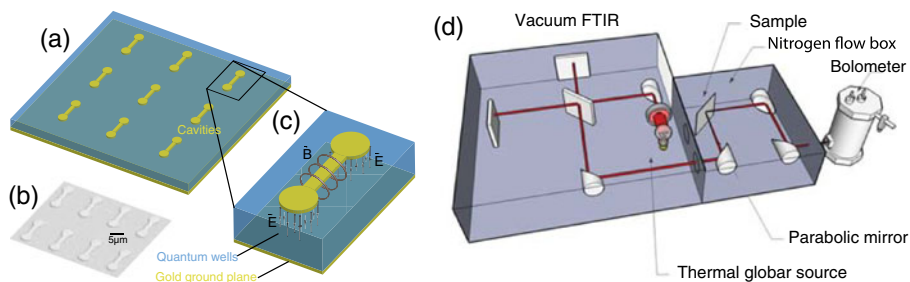 (a)
Cavities
(b)
5μm
(c)
B̄
Ē
Ē
Quantum wells
Gold ground plane
(d)
Vacuum FTIR
Sample
Nitrogen flow box
Bolometer
Parabolic mirror
Thermal globar source